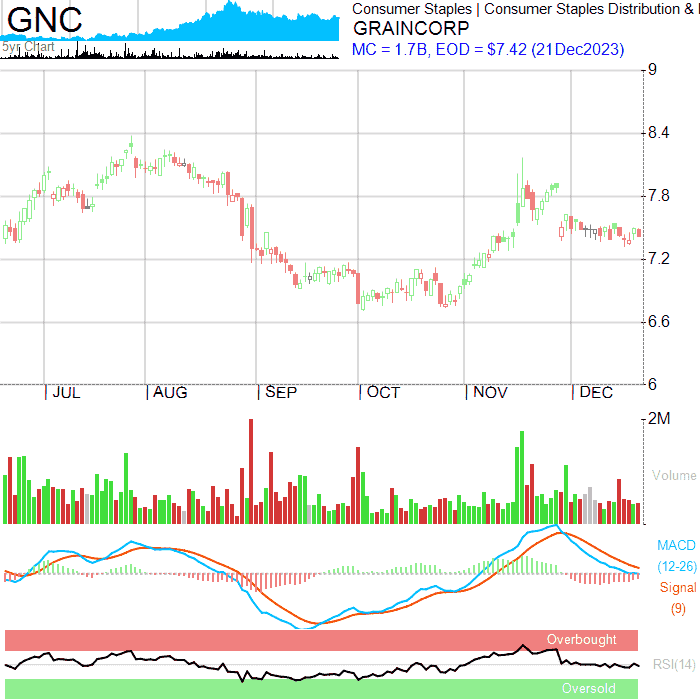 GNC
5yr Chart
Consumer Staples | Consumer Staples Distribution &
GRAINCORP
MC = 1.7B, EOD = $7.42 (21Dec2023)
9
8.4
7.8
7.2
6.6
6
JUL AUG SEP OCT NOV DEC
2M
Volume
MACD
(12-26)
Signal
(9)
Overbought
RSI(14)
Oversold